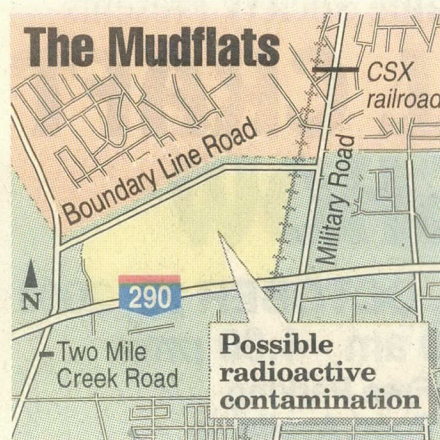 The Mudflats
CSX
railroad
Boundary Line Road
Military Road
290
N
Two Mile
Creek Road
Possible
radioactive
contamination